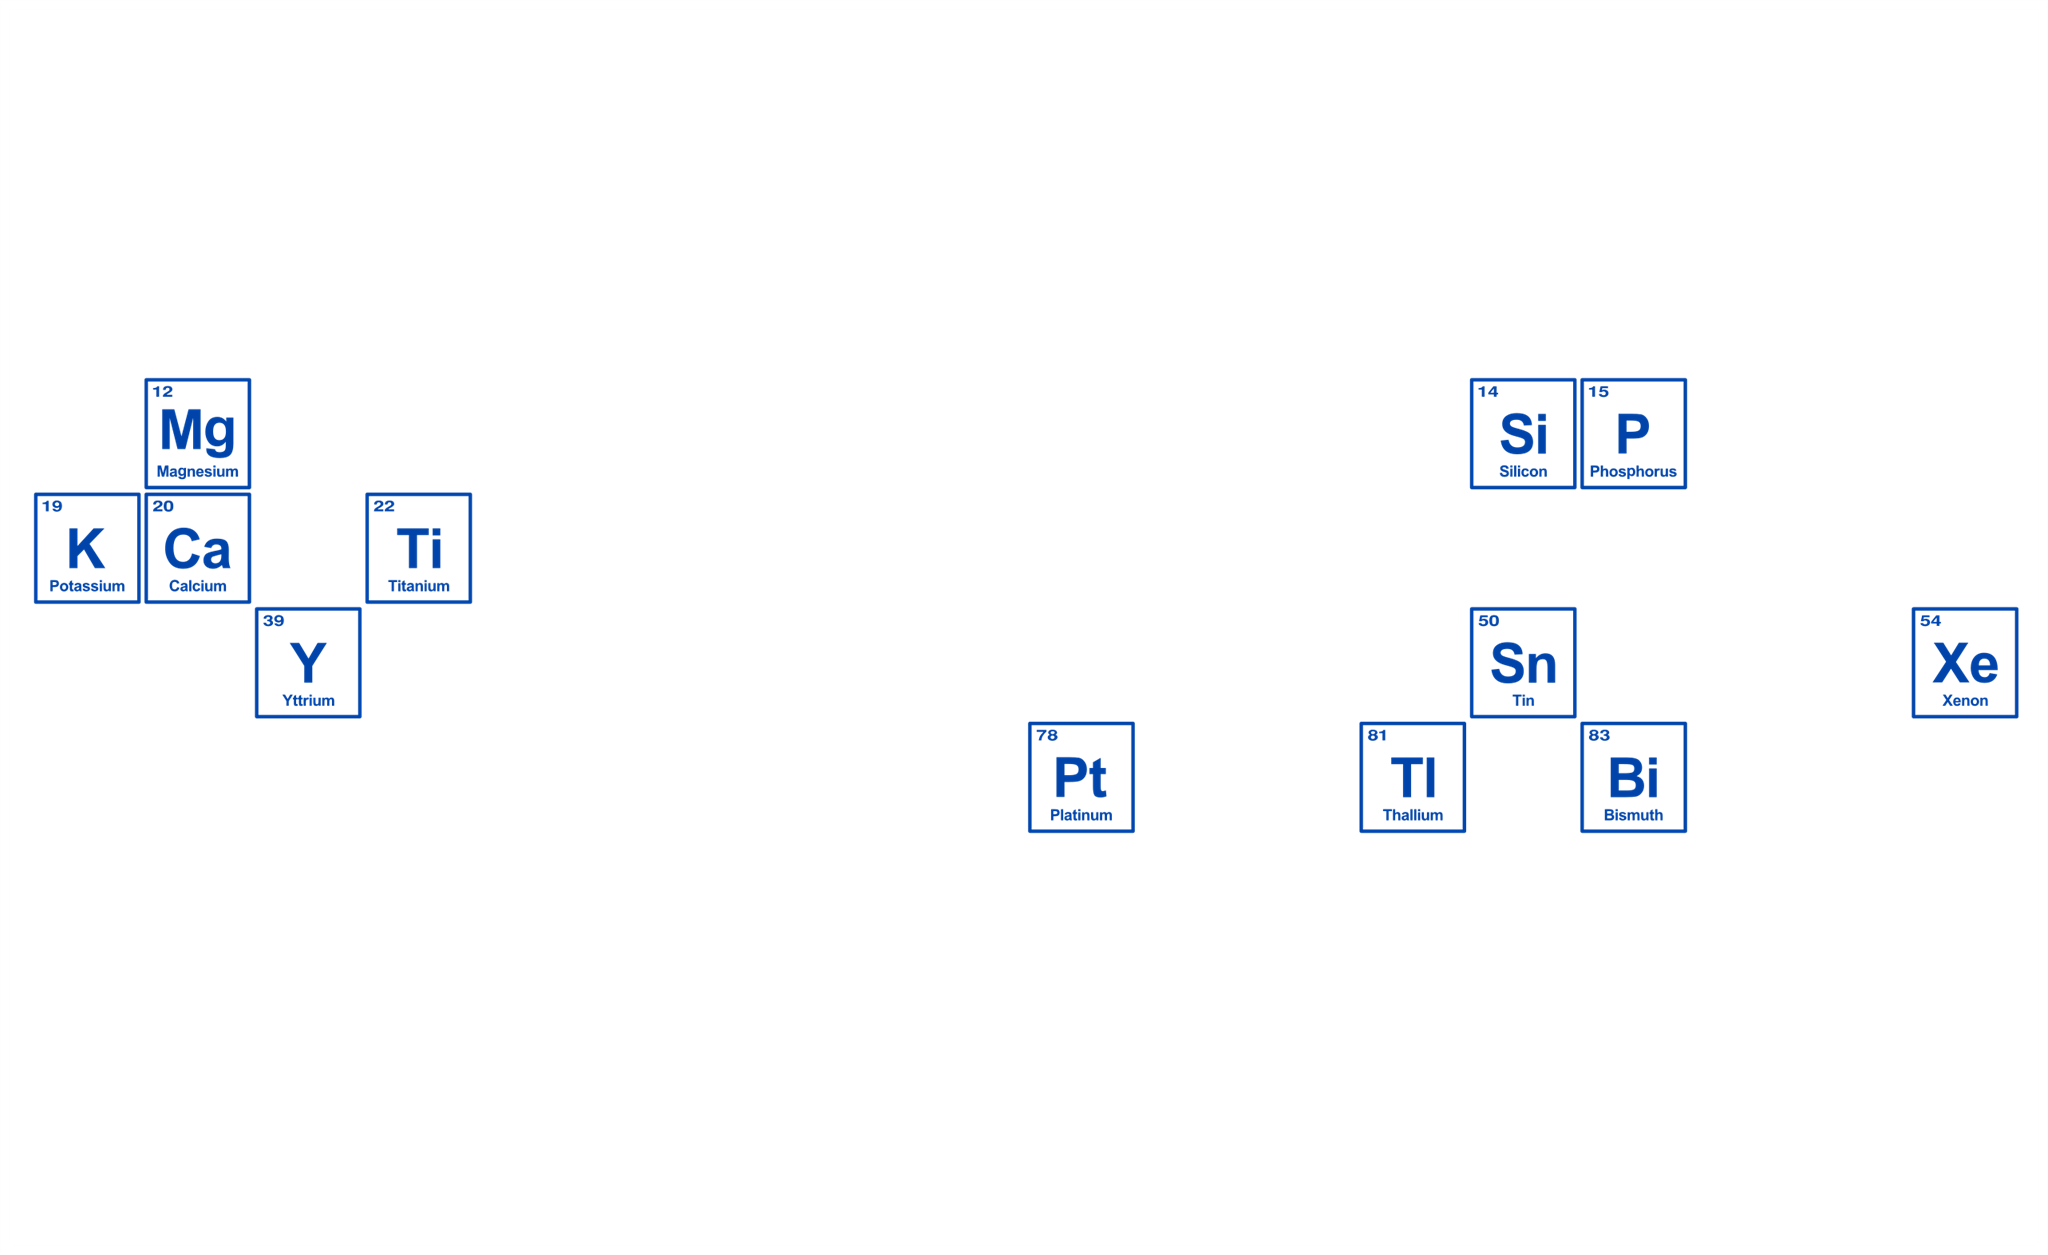 12
Mg
Magnesium
14
Si
Silicon
15
P
Phosphorus
19
K
Potassium
20
Ca
Calcium
22
Ti
Titanium
39
Y
Yttrium
50
Sn
Tin
54
Xe
Xenon
78
Pt
Platinum
81
Tl
Thallium
83
Bi
Bismuth